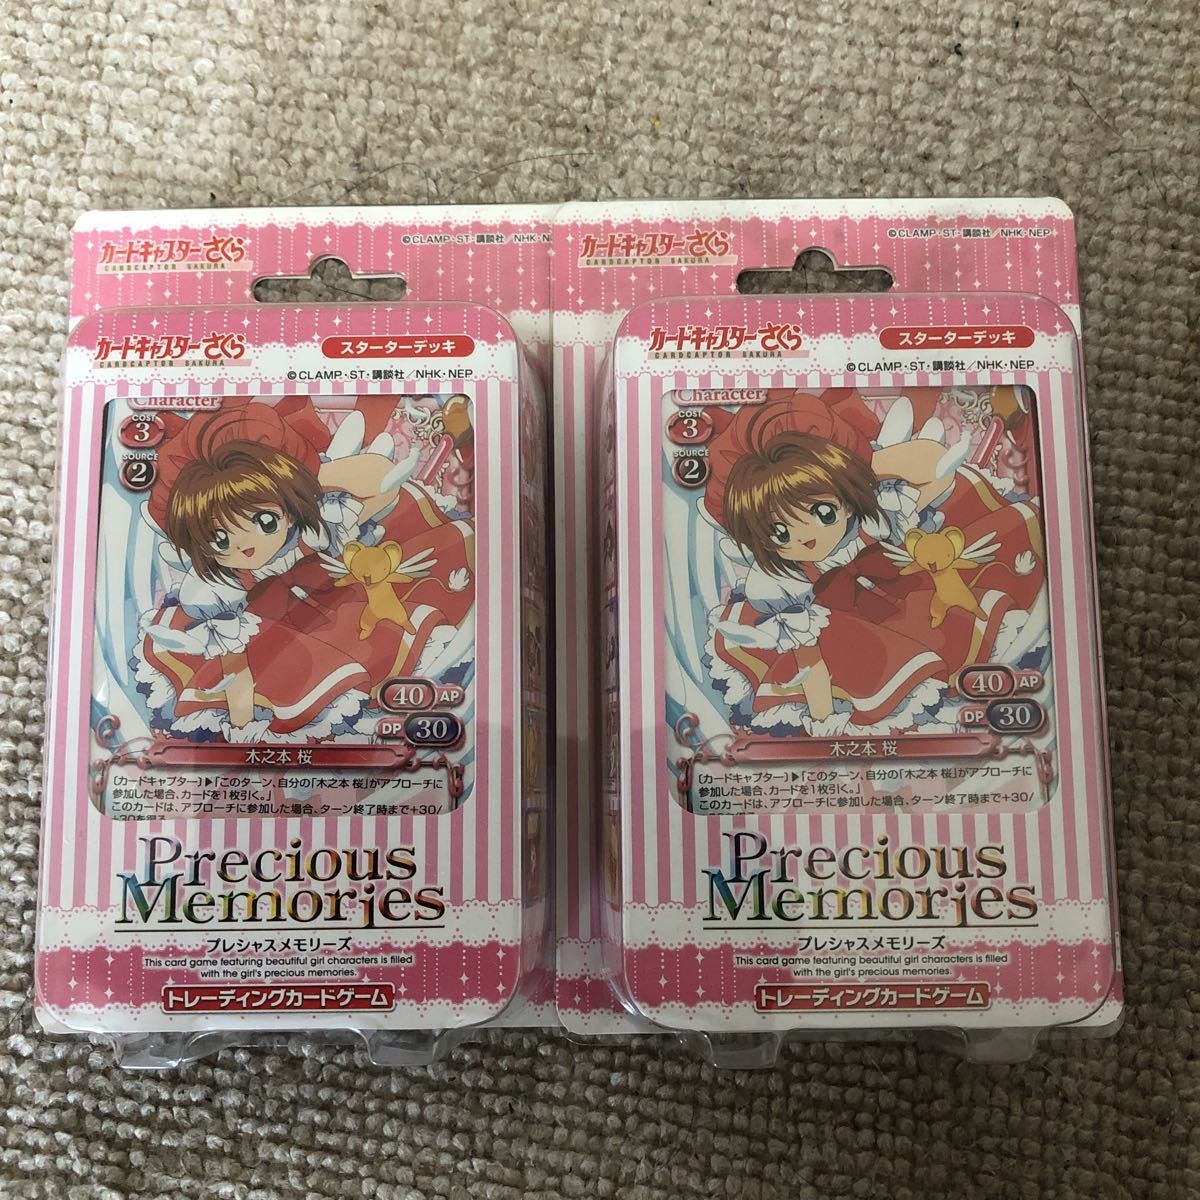 カードキャプターさくら
CARDCAPTOR SAKURA
©CLAMP・ST・講談社／NHK・N
カードキャプターさくら
CARDCAPTOR SAKURA
スターターデッキ
©CLAMP・ST・講談社／NHK・NEP
Character
COST
3
SOURCE
2
40 AP
DP 30
木之本 桜
〔カードキャプター〕▶「このターン、自分の「木之本 桜」がアプローチに
参加した場合、カードを1枚引く。」
このカードは、アプローチに参加した場合、ターン終了時まで+30/
+30を得る
Precious
Memories
プレシャスメモリーズ
This card game featuring beautiful girl characters is filled
with the girl's precious memories.
トレーディングカードゲーム
カードキャプターさくら
CARDCAPTOR SAKURA
©CLAMP・ST・講談社／NHK・NEP
カードキャプターさくら
CARDCAPTOR SAKURA
スターターデッキ
©CLAMP・ST・講談社／NHK・NEP
Character
COST
3
SOURCE
2
40 AP
DP 30
木之本 桜
〔カードキャプター〕▶「このターン、自分の「木之本 桜」がアプローチに
参加した場合、カードを1枚引く。」
このカードは、アプローチに参加した場合、ターン終了時まで+30/
Precious
Memories
プレシャスメモリーズ
This card game featuring beautiful girl characters is filled
with the girl's precious memories.
トレーディングカードゲーム